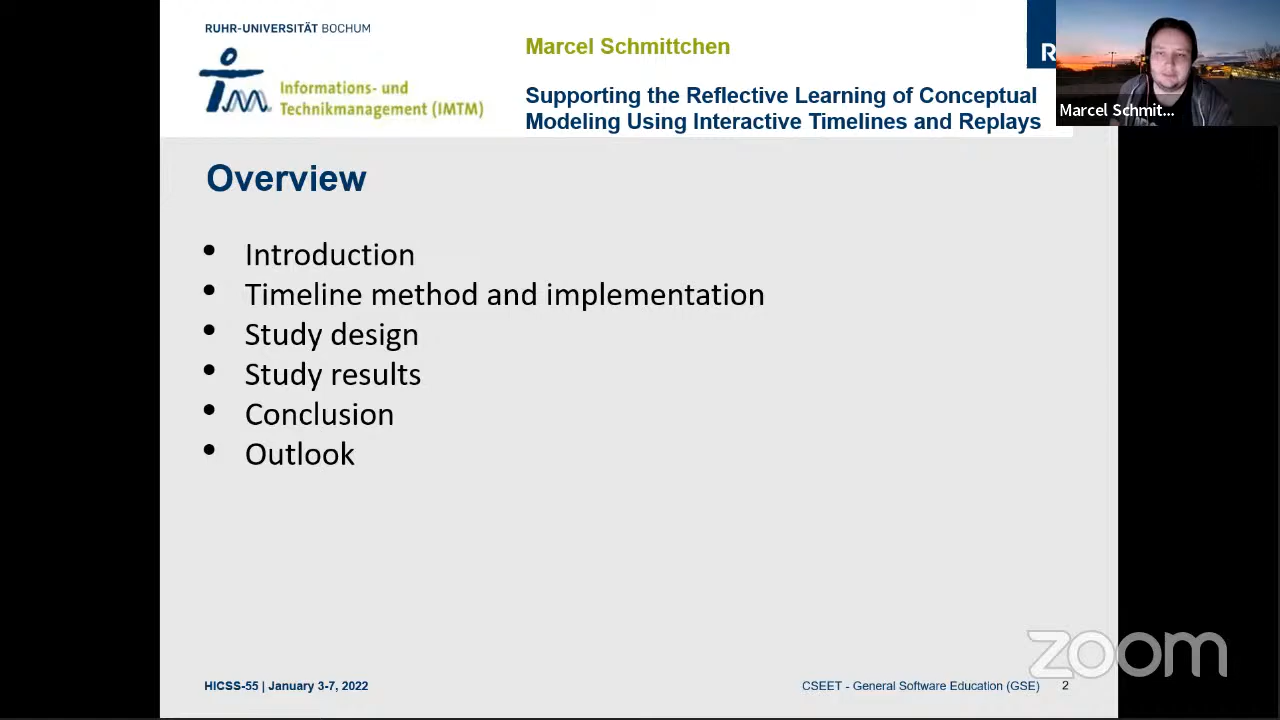 RUHR-UNIVERSITÄT BOCHUM
Informations- und
Technikmanagement (IMTM)
Marcel Schmittchen
Supporting the Reflective Learning of Conceptual
Modeling Using Interactive Timelines and Replays
R
Marcel Schmit...
Overview
• Introduction
• Timeline method and implementation
• Study design
• Study results
• Conclusion
• Outlook
zoom
HICSS-55 | January 3-7, 2022
CSEET - General Software Education (GSE) 2